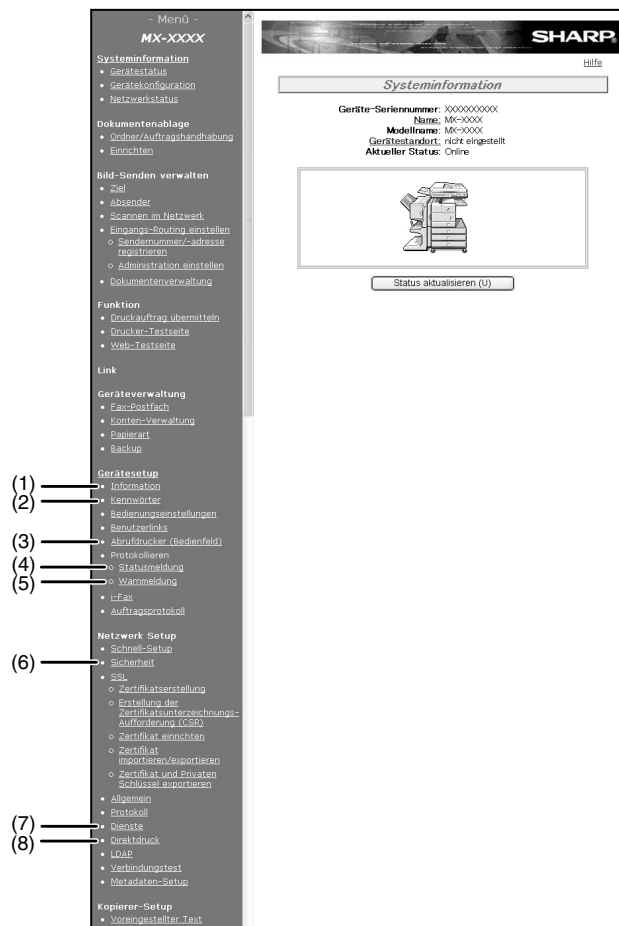 - Menü -
MX-XXXX
Systeminformation
• Gerätestatus
• Gerätekonfiguration
• Netzwerkstatus
Dokumentenablage
• Ordner/Auftragshandhabung
• Einrichten
Bild-Senden verwalten
• Ziel
• Absender
• Scannen im Netzwerk
• Eingangs-Routing einstellen
○ Sendernummer/-adresse
registrieren
○ Administration einstellen
• Dokumentenverwaltung
Funktion
• Druckauftrag übermitteln
• Drucker-Testseite
• Web-Testseite
Link
Geräteverwaltung
• Fax-Postfach
• Konten-Verwaltung
• Papierart
• Backup
Gerätesetup
(1) • Information
(2) • Kennwörter
• Bedienungseinstellungen
• Benutzerlinks
(3) • Abrufdrucker (Bedienfeld)
• Protokollieren
(4) ○ Statusmeldung
(5) ○ Warnmeldung
• i-Fax
• Auftragsprotokoll
Netzwerk Setup
• Schnell-Setup
(6) • Sicherheit
• SSL
○ Zertifikatserstellung
○ Erstellung der
Zertifikatsunterzeichnungs-
Aufforderung (CSR)
○ Zertifikat einrichten
○ Zertifikat
importieren/exportieren
○ Zertifikat und Privaten
Schlüssel exportieren
• Allgemein
• Protokoll
(7) • Dienste
(8) • Direktdruck
• LDAP
• Verbindungstest
• Metadaten-Setup
Kopierer-Setup
• Voreingestellter Text
SHARP
Hilfe
Systeminformation
Geräte-Seriennummer: XXXXXXXXXX
Name: MX-XXXX
Modellname: MX-XXXX
Gerätestandort: nicht eingestellt
Aktueller Status: Online
Status aktualisieren (U)